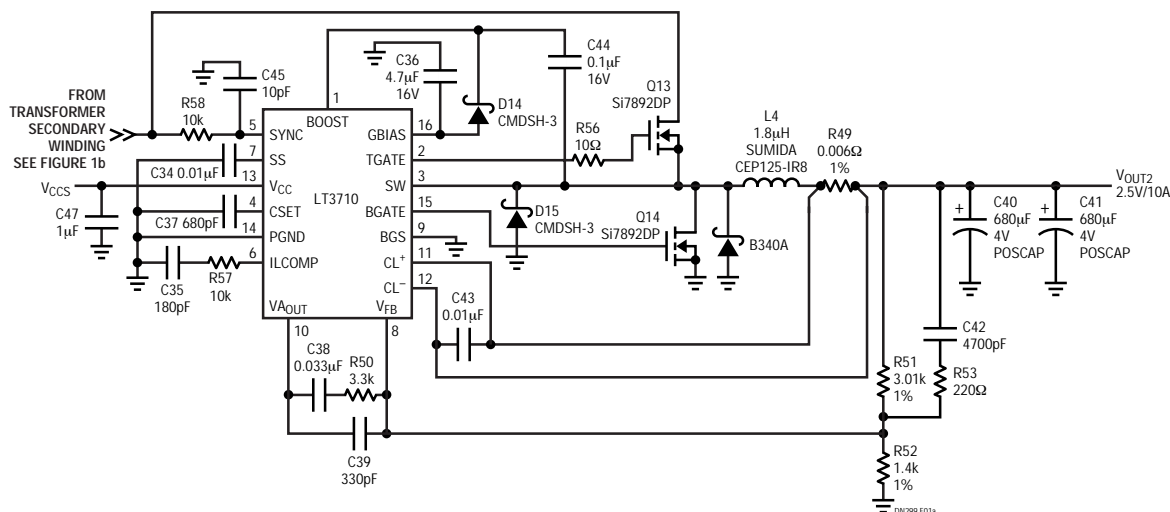 FROM
TRANSFORMER
SECONDARY
WINDING
SEE FIGURE 1b
R58
10k
C45
10pF
C36
4.7µF
16V
C44
0.1µF
16V
D14
CMDSH-3
Q13
Si7892DP
R56
10Ω
L4
1.8µH
SUMIDA
CEP125-IR8
R49
0.006Ω
1%
VOUT2
2.5V/10A
VCCS
C47
1µF
C34 0.01µF
C37 680pF
C35
180pF
R57
10k
1
BOOST
5
SYNC
7
SS
13
VCC
4
CSET
14
PGND
6
ILCOMP
LT3710
GBIAS
16
TGATE
2
SW
3
BGATE
15
BGS
9
CL+
11
CL−
12
VAOUT
10
VFB
8
D15
CMDSH-3
Q14
Si7892DP
B340A
+
C40
680µF
4V
POSCAP
+
C41
680µF
4V
POSCAP
C43
0.01µF
C42
4700pF
R53
220Ω
R51
3.01k
1%
R52
1.4k
1%
C38
0.033µF
R50
3.3k
C39
330pF
DN299 F01a